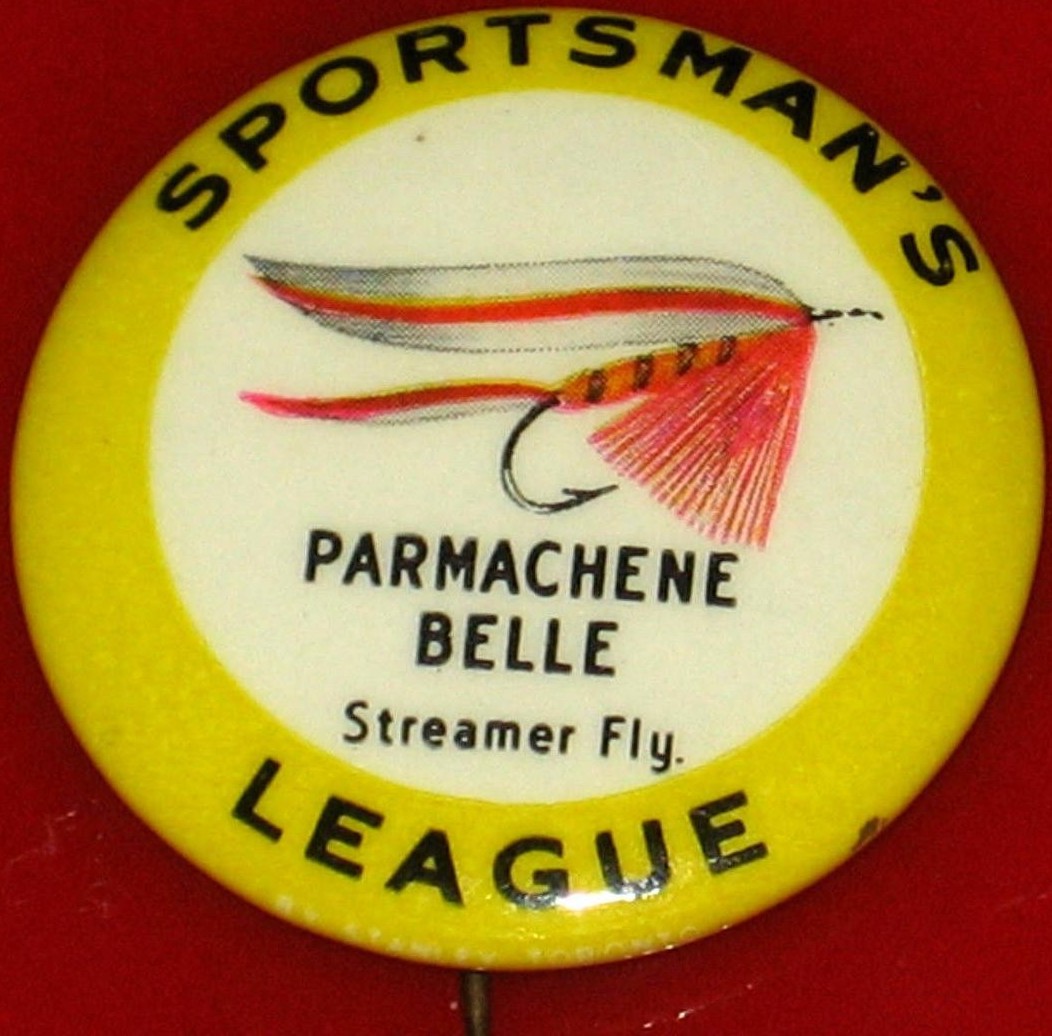 SPORTSMAN'S
PARMACHENE
BELLE
Streamer Fly.
LEAGUE